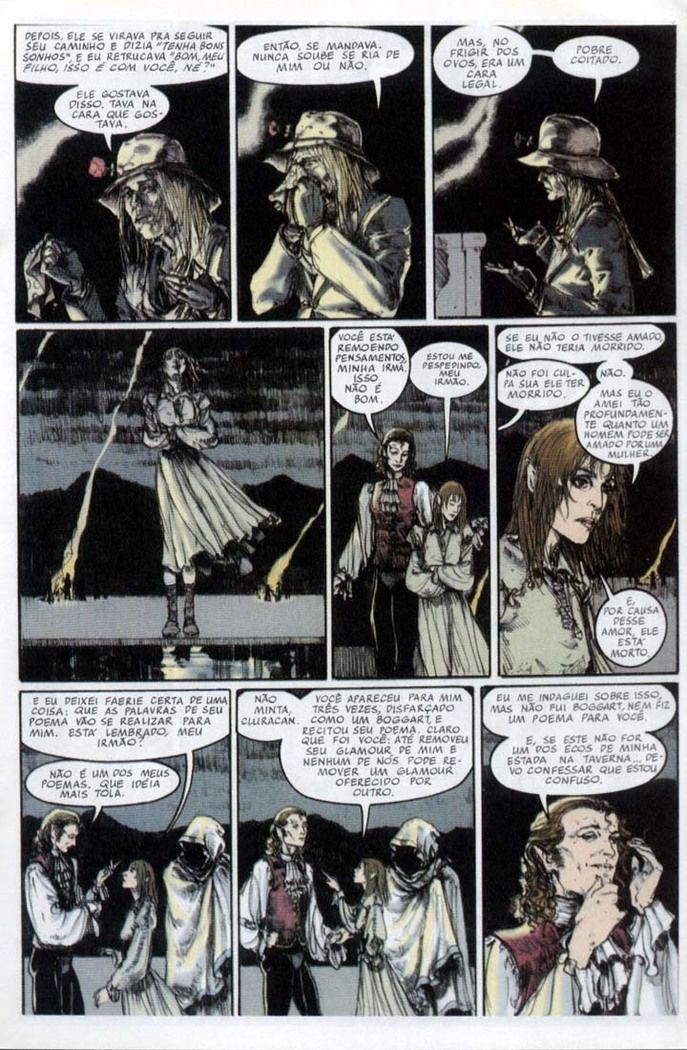 DEPOIS, ELE SE VIRAVA PRA SEGUIR
SEU CAMINHO E DIZIA "TENHA BONS
SONHOS", E EU RETRUCAVA "BOM, MEU
FILHO, ISSO É COM VOCÊ, NÉ?"
ELE GOSTAVA
DISSO. TAVA NA
CARA QUE GOS-
TAVA.
ENTÃO, SE MANDAVA.
NUNCA SOUBE SE RIA DE
MIM OU NÃO.
MAS, NO
FRIGIR DOS
OVOS, ERA UM
CARA
LEGAL.
POBRE
COITADO.
VOCÊ ESTÁ
REMOENDO
PENSAMENTOS,
MINHA IRMÃ.
ISSO
NÃO É
BOM.
ESTOU ME
DESPEDINDO,
MEU
IRMÃO.
SE EU NÃO O TIVESSE AMADO,
ELE NÃO TERIA MORRIDO.
NÃO FOI CUL-
PA SUA ELE TER
MORRIDO.
NÃO.
MAS EU O
AMEI TÃO
PROFUNDAMEN-
TE QUANTO UM
HOMEM PODE SER
AMADO POR UMA
MULHER.
E,
POR CAUSA
DESSE
AMOR, ELE
ESTÁ
MORTO.
E EU DEIXEI FAERIE CERTA DE UMA
COISA: QUE AS PALAVRAS DE SEU
POEMA VÃO SE REALIZAR PARA
MIM. ESTÁ LEMBRADO, MEU
IRMÃO?
NÃO É UM DOS MEUS
POEMAS. QUE IDÉIA
MAIS TOLA.
NÃO
MINTA,
CLURACAN.
VOCÊ APARECEU PARA MIM
TRÊS VEZES, DISFARÇADO
COMO UM BOGGART, E
RECITOU SEU POEMA. CLARO
QUE FOI VOCÊ: ATÉ REMOVEU
SEU GLAMOUR DE MIM E
NENHUM DE NÓS PODE RE-
MOVER UM GLAMOUR
OFERECIDO POR
OUTRO.
EU ME INDAGUEI SOBRE ISSO,
MAS NÃO FUI BOGGART, NEM FIZ
UM POEMA PARA VOCÊ.
E, SE ESTE NÃO FOR
UM DOS ECOS DE MINHA
ESTADA NA TAVERNA... DE-
VO CONFESSAR QUE ESTOU
CONFUSO.